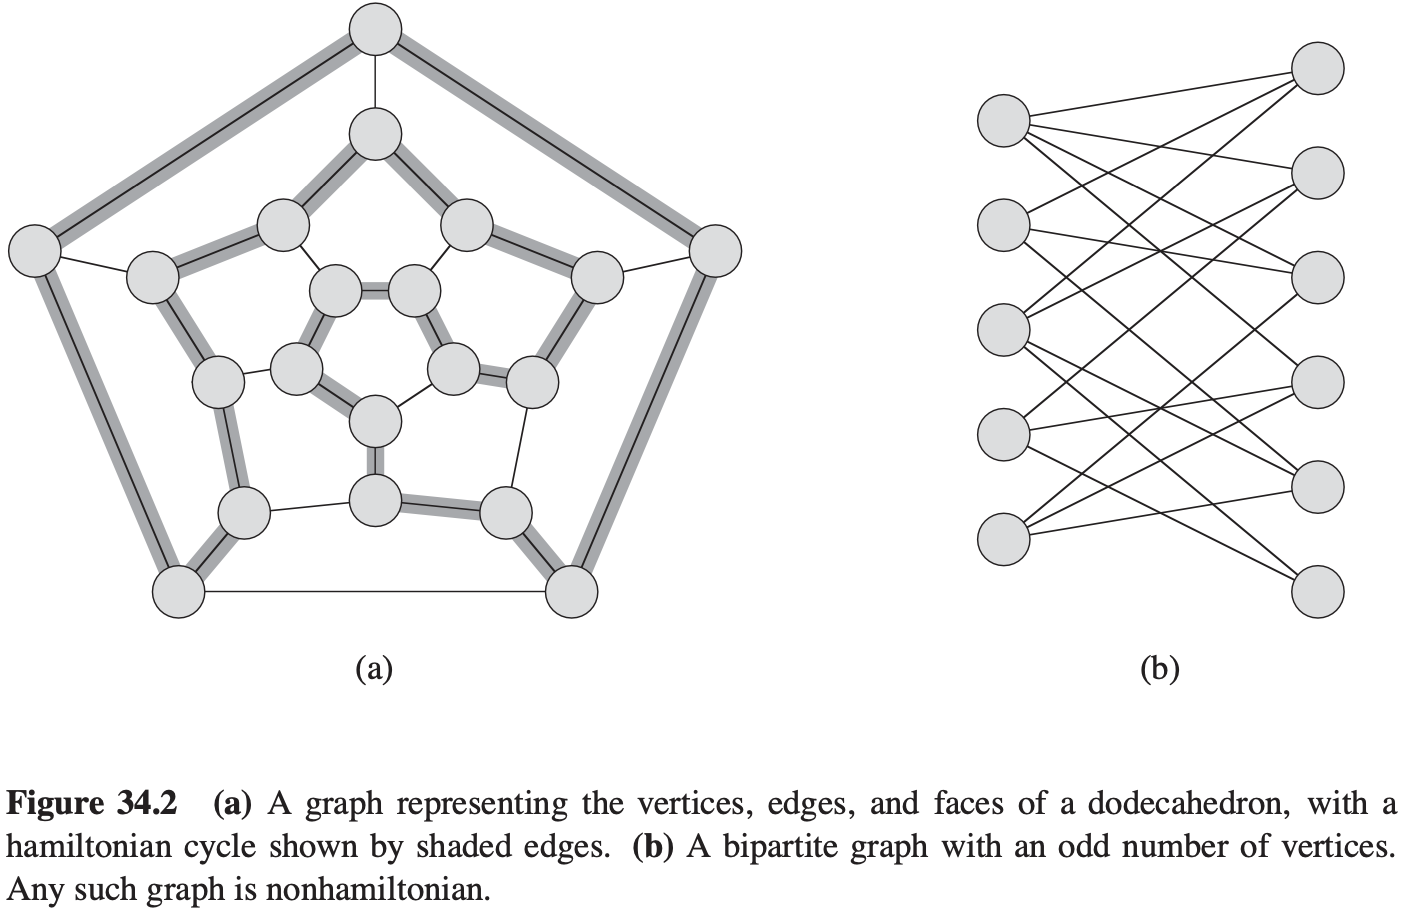 (a)
(b)
Figure 34.2 (a) A graph representing the vertices, edges, and faces of a dodecahedron, with a
hamiltonian cycle shown by shaded edges. (b) A bipartite graph with an odd number of vertices.
Any such graph is nonhamiltonian.